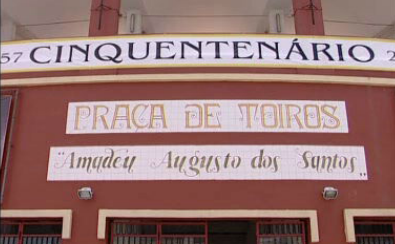 57 CINQUENTENÁRIO 2
PRAÇA DE TOIROS
"Amadeu Augusto dos Santos"